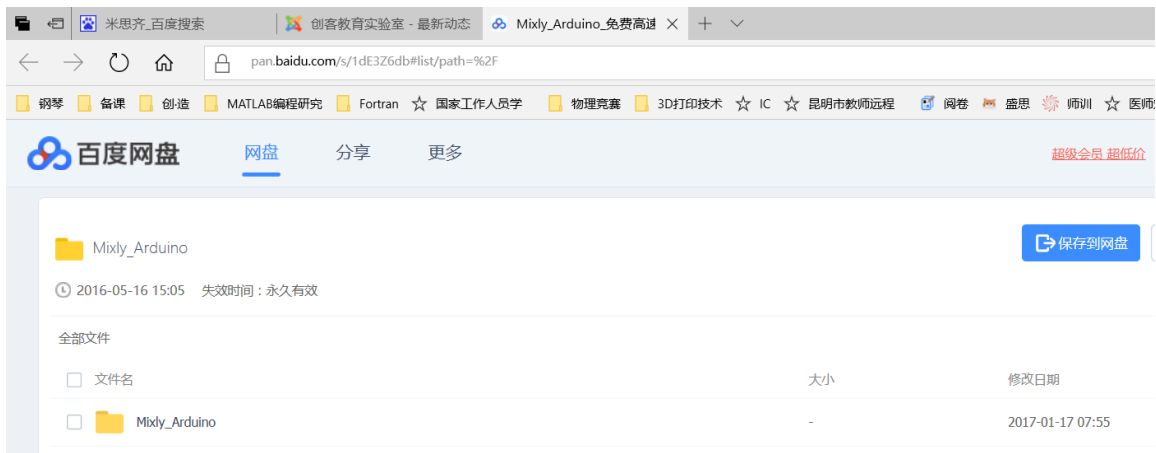 米思齐_百度搜索 创客教育实验室 - 最新动态 Mixly_Arduino_免费高速
pan.baidu.com/s/1dE3Z6db#list/path=%2F
钢琴 备课 创·造 MATLAB编程研究 Fortran 国家工作人员学 物理竞赛 3D打印技术 IC 昆明市教师远程 阅卷 盛思 师训 医师
百度网盘 网盘 分享 更多 超级会员 超低价
Mixly_Arduino 保存到网盘
2016-05-16 15:05 失效时间：永久有效
全部文件
文件名 大小 修改日期
Mixly_Arduino - 2017-01-17 07:55